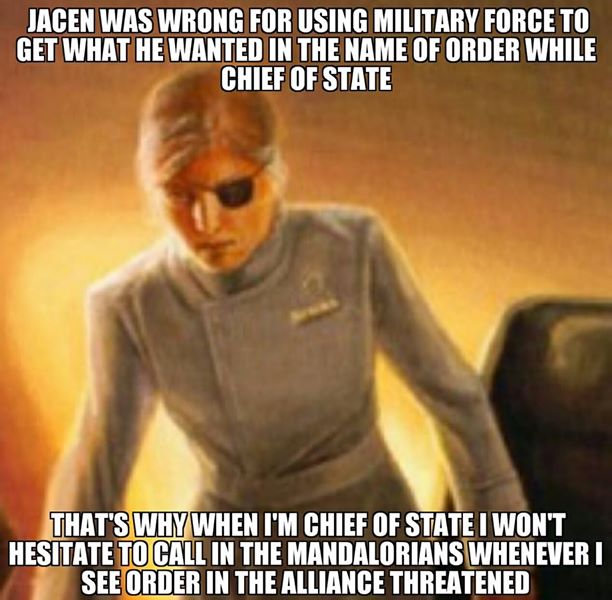 JACEN WAS WRONG FOR USING MILITARY FORCE TO
GET WHAT HE WANTED IN THE NAME OF ORDER WHILE
CHIEF OF STATE
THAT'S WHY WHEN I'M CHIEF OF STATE I WON'T
HESITATE TO CALL IN THE MANDALORIANS WHENEVER I
SEE ORDER IN THE ALLIANCE THREATENED